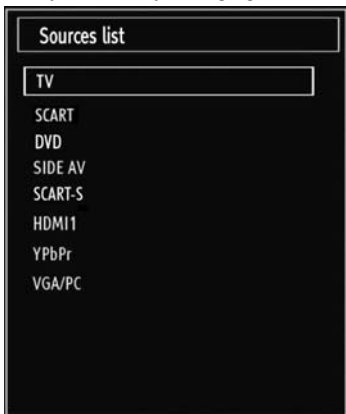 Sources list
TV
SCART
DVD
SIDE AV
SCART-S
HDMI1
YPbPr
VGA/PC